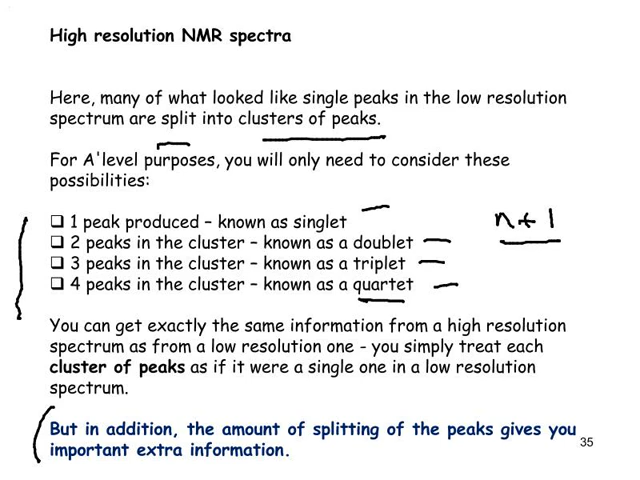 High resolution NMR spectra
Here, many of what looked like single peaks in the low resolution
spectrum are split into clusters of peaks.
For A'level purposes, you will only need to consider these
possibilities:
❑ 1 peak produced – known as singlet
n+1
❑ 2 peaks in the cluster – known as a doublet
❑ 3 peaks in the cluster – known as a triplet
❑ 4 peaks in the cluster – known as a quartet
You can get exactly the same information from a high resolution
spectrum as from a low resolution one - you simply treat each
cluster of peaks as if it were a single one in a low resolution
spectrum.
But in addition, the amount of splitting of the peaks gives you
important extra information.
35